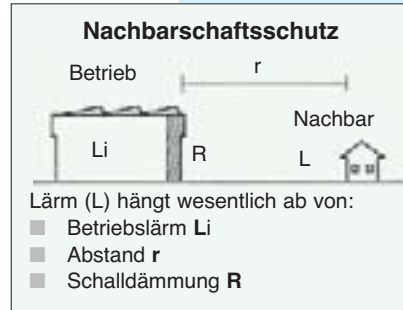 Nachbarschaftsschutz
Betrieb
r
Nachbar
Li
R
L
Lärm (L) hängt wesentlich ab von:
Betriebslärm Li
Abstand r
Schalldämmung R